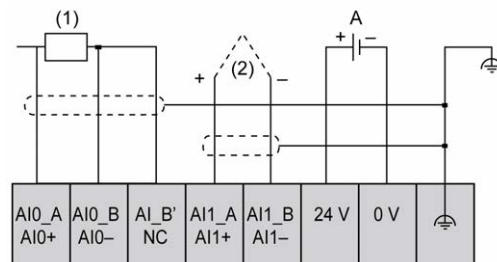 (1)
A
+ –
+ (2) –
AI0_A AI0_B AI_B' AI1_A AI1_B 24 V 0 V
AI0+ AI0– NC AI1+ AI1–